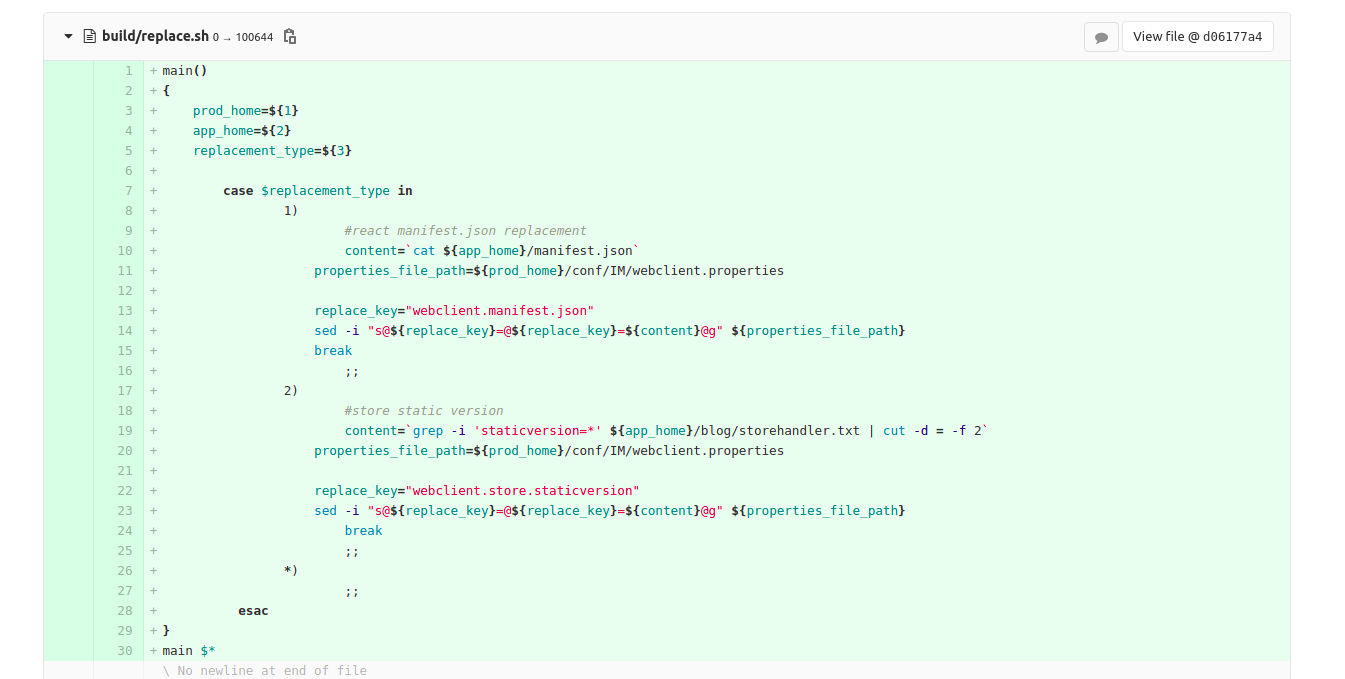 build/replace.sh 0 → 100644 View file @ d06177a4
1 + main()
2 + {
3 +     prod_home=${1}
4 +     app_home=${2}
5 +     replacement_type=${3}
6 +
7 +         case $replacement_type in
8 +                 1)
9 +                         #react manifest.json replacement
10 +                         content=`cat ${app_home}/manifest.json`
11 +                     properties_file_path=${prod_home}/conf/IM/webclient.properties
12 +
13 +                     replace_key="webclient.manifest.json"
14 +                     sed -i "s@${replace_key}=@${replace_key}=${content}@g" ${properties_file_path}
15 +                     break
16 +                         ;;
17 +                 2)
18 +                         #store static version
19 +                         content=`grep -i 'staticversion=*' ${app_home}/blog/storehandler.txt | cut -d = -f 2`
20 +                     properties_file_path=${prod_home}/conf/IM/webclient.properties
21 +
22 +                     replace_key="webclient.store.staticversion"
23 +                     sed -i "s@${replace_key}=@${replace_key}=${content}@g" ${properties_file_path}
24 +                         break
25 +                         ;;
26 +                 *)
27 +                         ;;
28 +           esac
29 + }
30 + main $*
\ No newline at end of file